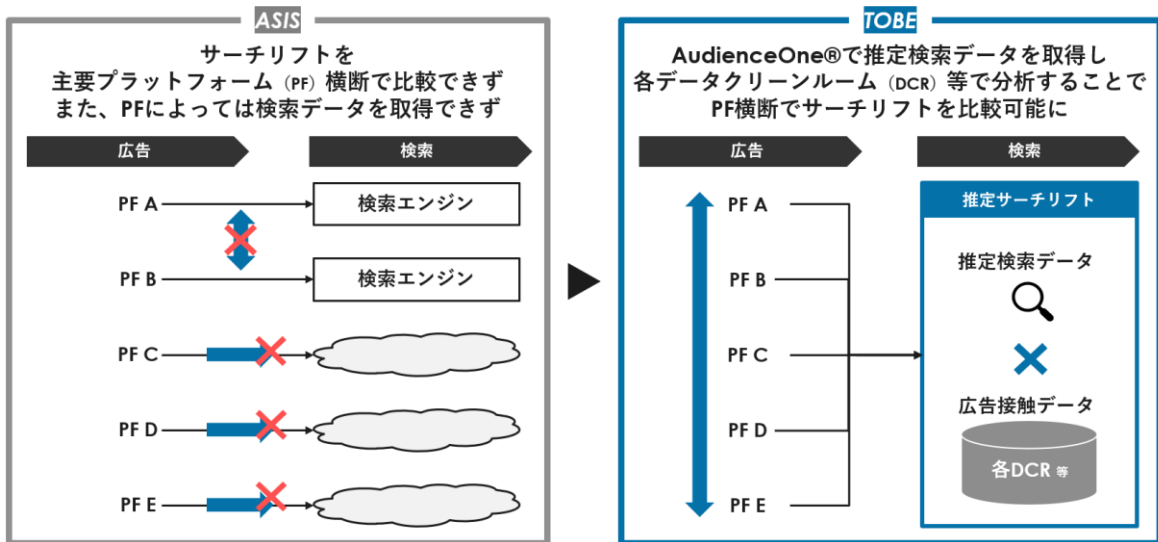 ASIS
サーチリフトを
主要プラットフォーム（PF）横断で比較できず
また、PFによっては検索データを取得できず
広告
検索
PF A
検索エンジン
PF B
検索エンジン
PF C
PF D
PF E
TOBE
AudienceOne®で推定検索データを取得し
各データクリーンルーム（DCR）等で分析することで
PF横断でサーチリフトを比較可能に
広告
検索
PF A
PF B
PF C
PF D
PF E
推定サーチリフト
推定検索データ
広告接触データ
各DCR 等